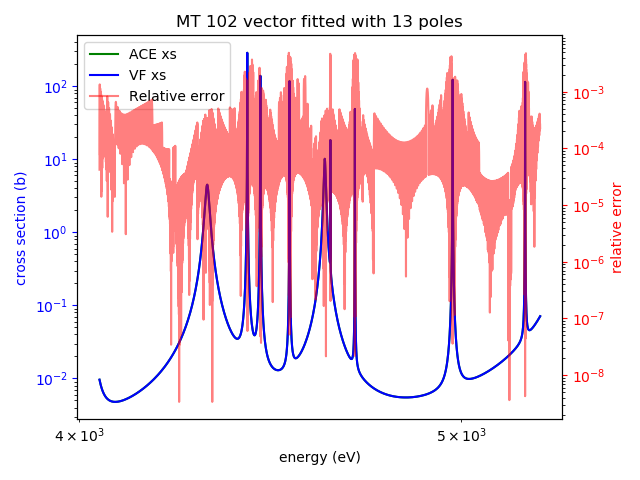 MT 102 vector fitted with 13 poles
ACE xs
VF xs
Relative error
10²
10¹
10⁰
10⁻¹
10⁻²
cross section (b)
10⁻³
10⁻⁴
10⁻⁵
10⁻⁶
10⁻⁷
10⁻⁸
relative error
4 × 10³
5 × 10³
energy (eV)